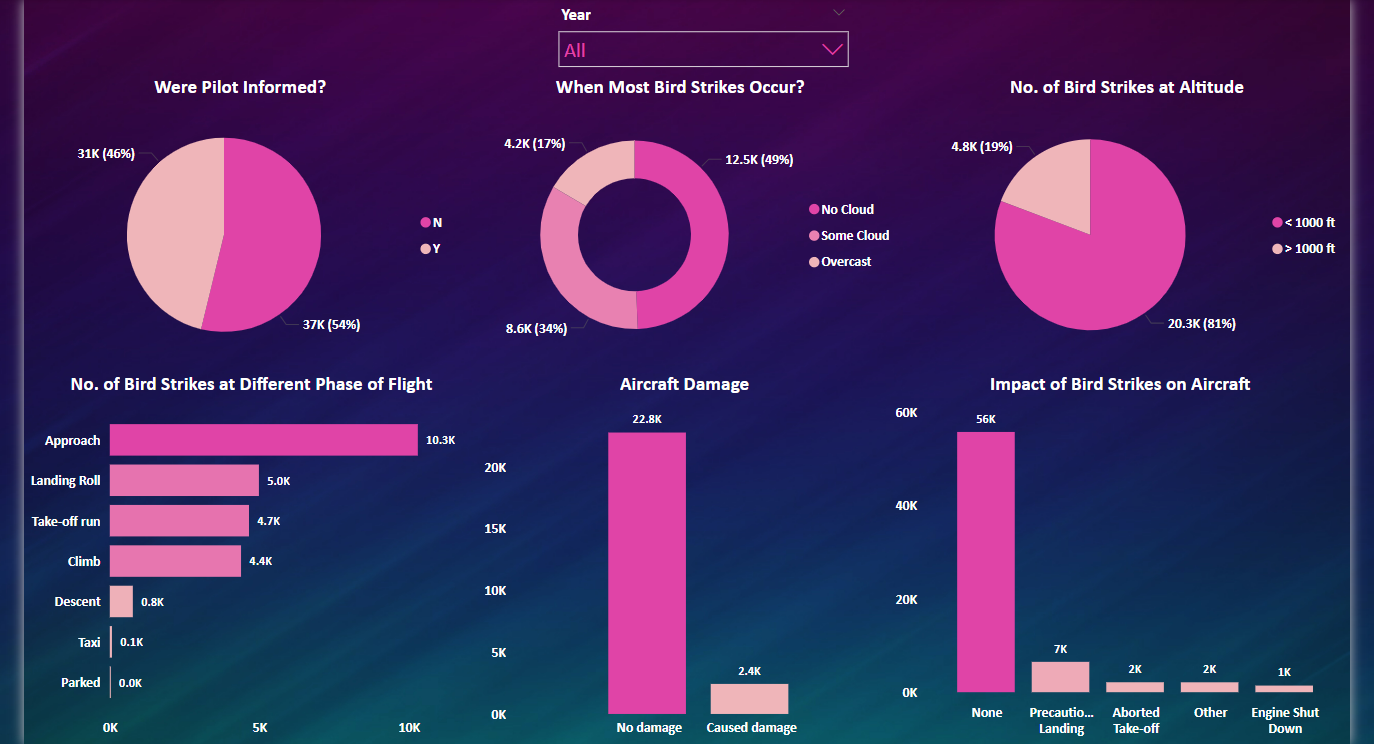 Year
All
Were Pilot Informed?
31K (46%)
37K (54%)
N
Y
When Most Bird Strikes Occur?
4.2K (17%)
12.5K (49%)
8.6K (34%)
No Cloud
Some Cloud
Overcast
No. of Bird Strikes at Altitude
4.8K (19%)
20.3K (81%)
< 1000 ft
> 1000 ft
No. of Bird Strikes at Different Phase of Flight
Approach
10.3K
Landing Roll
5.0K
Take-off run
4.7K
Climb
4.4K
Descent
0.8K
Taxi
0.1K
Parked
0.0K
0K
5K
10K
Aircraft Damage
20K
15K
10K
5K
0K
22.8K
2.4K
No damage
Caused damage
Impact of Bird Strikes on Aircraft
60K
40K
20K
0K
56K
7K
2K
2K
1K
None
Precautio...
Landing
Aborted
Take-off
Other
Engine Shut
Down